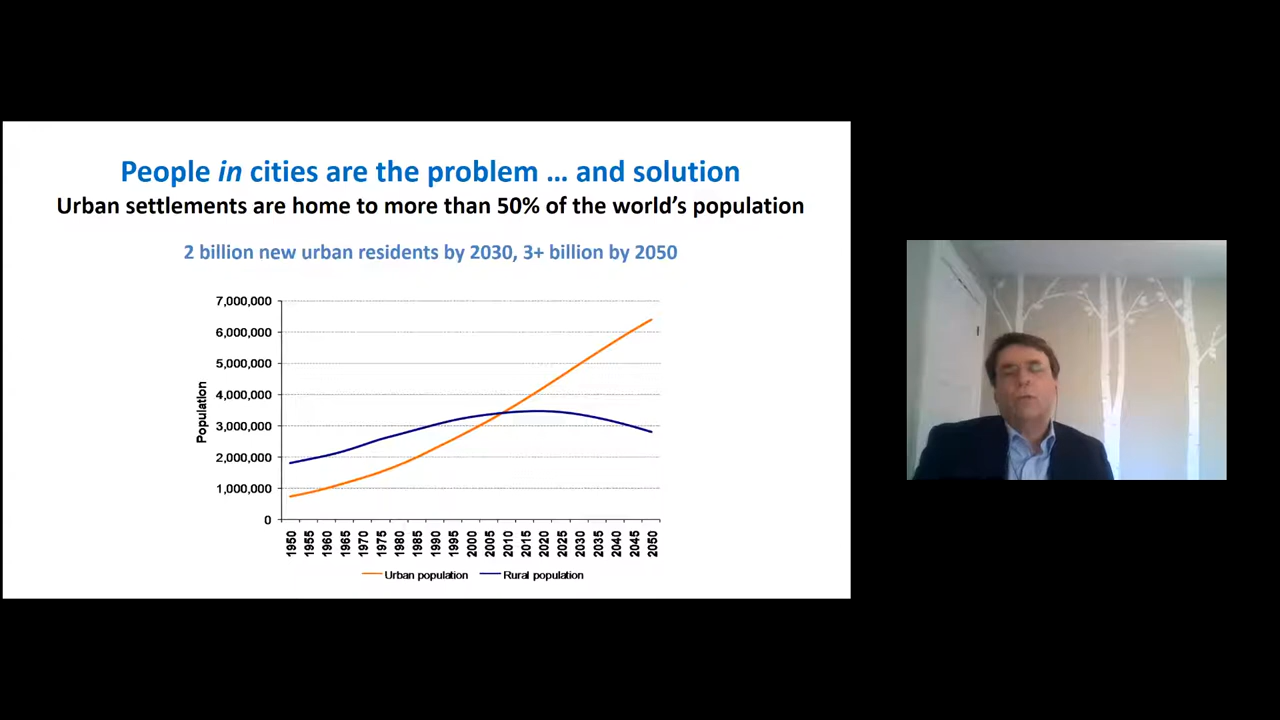 People in cities are the problem ... and solution
Urban settlements are home to more than 50% of the world's population
2 billion new urban residents by 2030, 3+ billion by 2050
7,000,000
6,000,000
5,000,000
4,000,000
3,000,000
2,000,000
1,000,000
0
Population
1950 1955 1960 1965 1970 1975 1980 1985 1990 1995 2000 2005 2010 2015 2020 2025 2030 2035 2040 2045 2050
Urban population Rural population